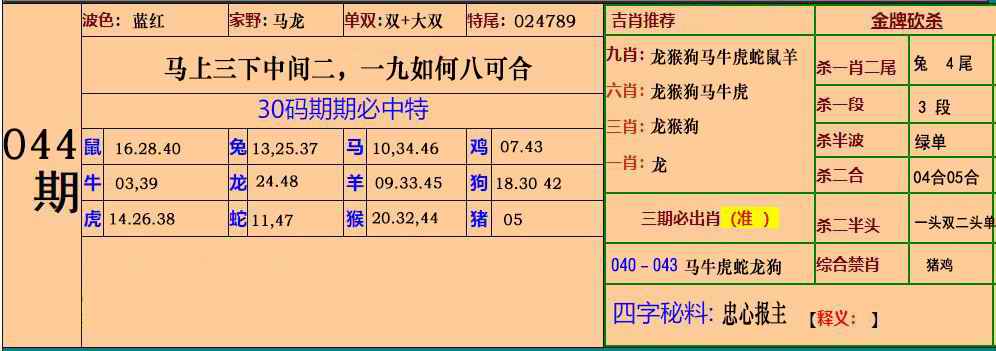 044期
波色：蓝红 家野：马龙 单双:双+大双 特尾：024789
马上三下中间二，一九如何八可合
30码期期必中特
鼠 16.28.40 兔 13,25.37 马 10,34.46 鸡 07.43
牛 03,39 龙 24.48 羊 09.33.45 狗 18.30 42
虎 14.26.38 蛇 11,47 猴 20.32,44 猪 05
吉肖推荐
九肖：龙猴狗马牛虎蛇鼠羊
六肖：龙猴狗马牛虎
三肖：龙猴狗
一肖：龙
三期必出肖（准 ）
040－043 马牛虎蛇龙狗
金牌砍杀
杀一肖二尾 兔 4尾
杀一段 3 段
杀半波 绿单
杀二合 04合05合
杀二半头 一头双二头单
综合禁肖 猪鸡
四字秘料: 忠心报主 【释义： 】